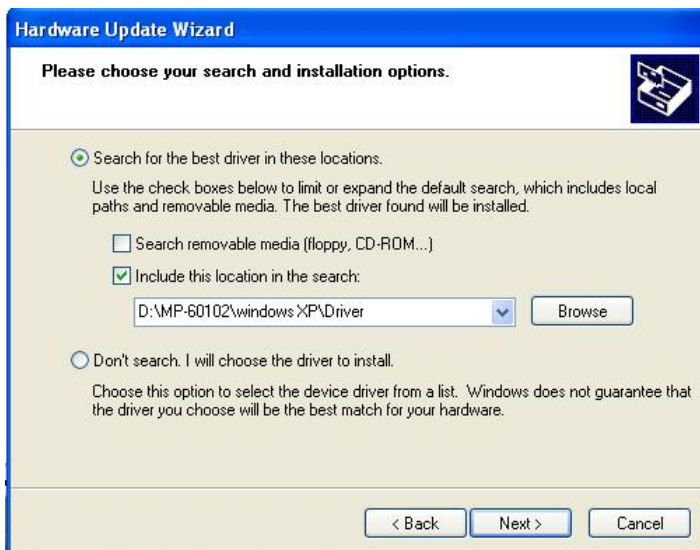 Hardware Update Wizard
Please choose your search and installation options.
Search for the best driver in these locations.
Use the check boxes below to limit or expand the default search, which includes local
paths and removable media. The best driver found will be installed.
Search removable media (floppy, CD-ROM...)
Include this location in the search:
D:\MP-60102\windows XP\Driver
Browse
Don't search. I will choose the driver to install.
Choose this option to select the device driver from a list. Windows does not guarantee that
the driver you choose will be the best match for your hardware.
< Back Next > Cancel